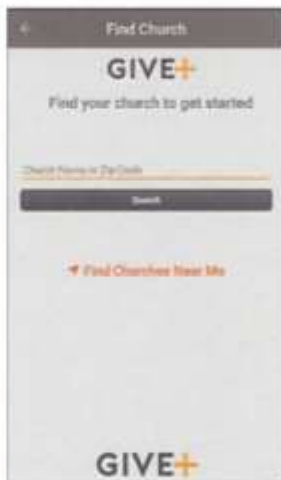 Find Church
GIVE+
Find your church to get started
Church Name or Zip Code
Search
Find Churches Near Me
GIVE+